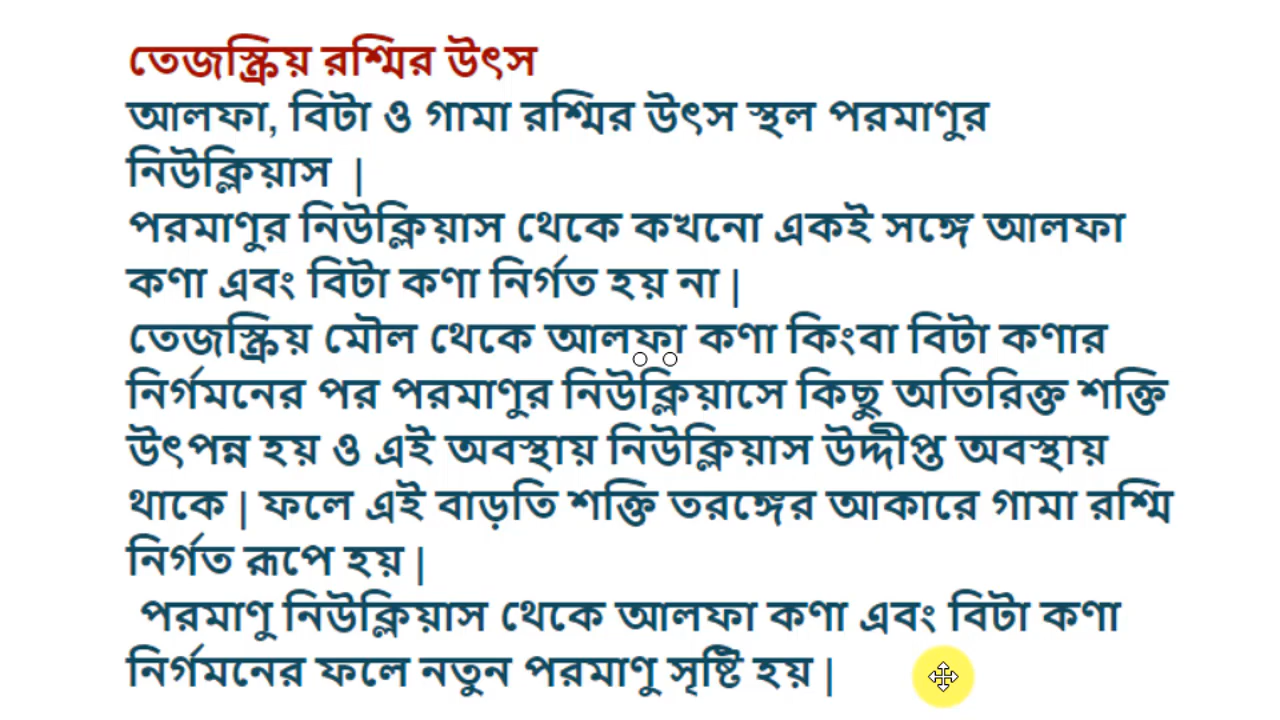 তেজস্ক্রিয় রশ্মির উৎস
আলফা, বিটা ও গামা রশ্মির উৎস স্থল পরমাণুর
নিউক্লিয়াস |
পরমাণুর নিউক্লিয়াস থেকে কখনো একই সঙ্গে আলফা
কণা এবং বিটা কণা নির্গত হয় না |
তেজস্ক্রিয় মৌল থেকে আলফা কণা কিংবা বিটা কণার
নির্গমনের পর পরমাণুর নিউক্লিয়াসে কিছু অতিরিক্ত শক্তি
উৎপন্ন হয় ও এই অবস্থায় নিউক্লিয়াস উদ্দীপ্ত অবস্থায়
থাকে | ফলে এই বাড়তি শক্তি তরঙ্গের আকারে গামা রশ্মি
নির্গত রূপে হয় |
পরমাণু নিউক্লিয়াস থেকে আলফা কণা এবং বিটা কণা
নির্গমনের ফলে নতুন পরমাণু সৃষ্টি হয় |